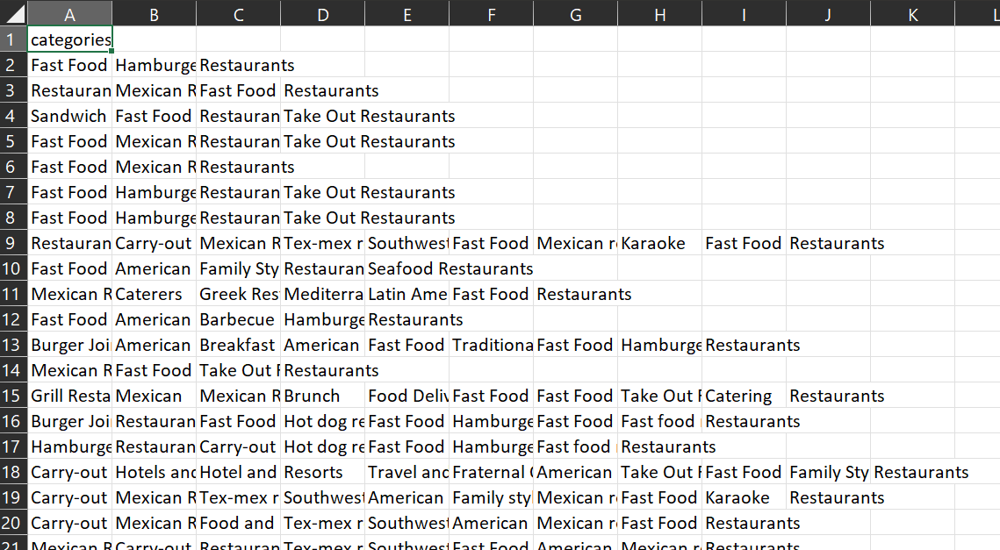 A B C D E F G H I J K L
1 categories
2 Fast Food Hamburge Restaurants
3 Restauran Mexican R Fast Food Restaurants
4 Sandwich Fast Food Restauran Take Out Restaurants
5 Fast Food Mexican R Restauran Take Out Restaurants
6 Fast Food Mexican R Restaurants
7 Fast Food Hamburge Restauran Take Out Restaurants
8 Fast Food Hamburge Restauran Take Out Restaurants
9 Restauran Carry-out Mexican R Tex-mex r Southwest Fast Food Mexican re Karaoke Fast Food Restaurants
10 Fast Food American Family Sty Restauran Seafood Restaurants
11 Mexican R Caterers Greek Res Mediterra Latin Ame Fast Food Restaurants
12 Fast Food American Barbecue Hamburge Restaurants
13 Burger Joi American Breakfast American Fast Food Traditiona Fast Food Hamburge Restaurants
14 Mexican R Fast Food Take Out R Restaurants
15 Grill Resta Mexican Mexican R Brunch Food Deliv Fast Food Fast Food Take Out R Catering Restaurants
16 Burger Joi Restauran Fast Food Hot dog re Fast Food Hamburge Fast Food Fast food Restaurants
17 Hamburge Restauran Carry-out Hot dog re Fast Food Hamburge Fast food Restaurants
18 Carry-out Hotels and Hotel and Resorts Travel and Fraternal American Take Out R Fast Food Family Sty Restaurants
19 Carry-out Mexican R Tex-mex r Southwest American Family styl Mexican re Fast Food Karaoke Restaurants
20 Carry-out Mexican R Food and Tex-mex r Southwest American Mexican re Fast Food Restaurants
21 Mexican R Carry-out Restauran Tex-mex r Southwest Fast Food American Mexican r Restaurants